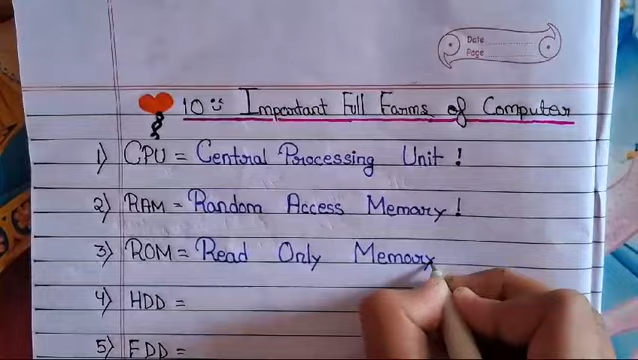 Date
Page
10 Important Full Farms of Computer
1) CPU = Central Processing Unit !
2) RAM = Random Access Memory !
3) ROM = Read Only Memory
4) HDD =
5) FDD =